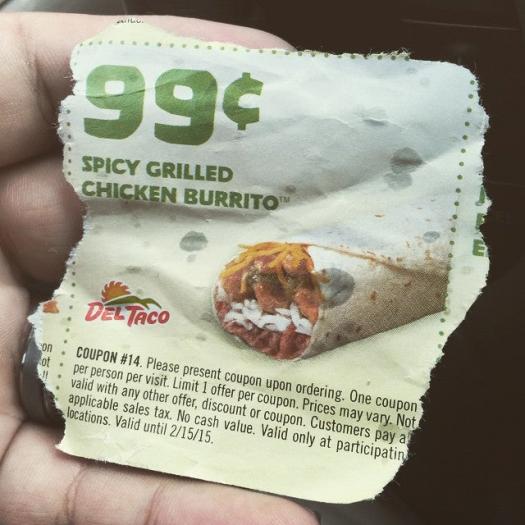 99¢
SPICY GRILLED
CHICKEN BURRITO™
DEL TACO
COUPON #14. Please present coupon upon ordering. One coupon
per person per visit. Limit 1 offer per coupon. Prices may vary. Not
valid with any other offer, discount or coupon. Customers pay a
applicable sales tax. No cash value. Valid only at participatin
locations. Valid until 2/15/15.
on
ot
!!
E